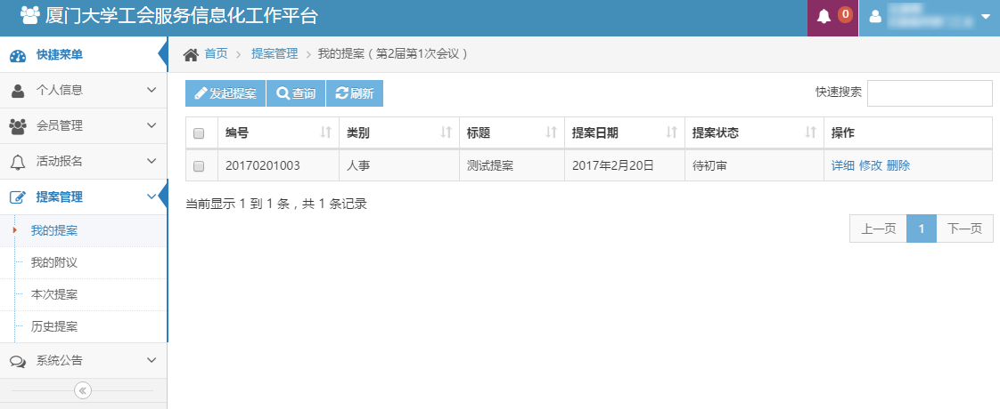 厦门大学工会服务信息化工作平台
0
快捷菜单
个人信息
会员管理
活动报名
提案管理
我的提案
我的附议
本次提案
历史提案
系统公告
首页 提案管理 我的提案（第2届第1次会议）
发起提案 查询 刷新
快速搜索
编号 类别 标题 提案日期 提案状态 操作
20170201003 人事 测试提案 2017年2月20日 待初审 详细 修改 删除
当前显示 1 到 1 条，共 1 条记录
上一页 1 下一页